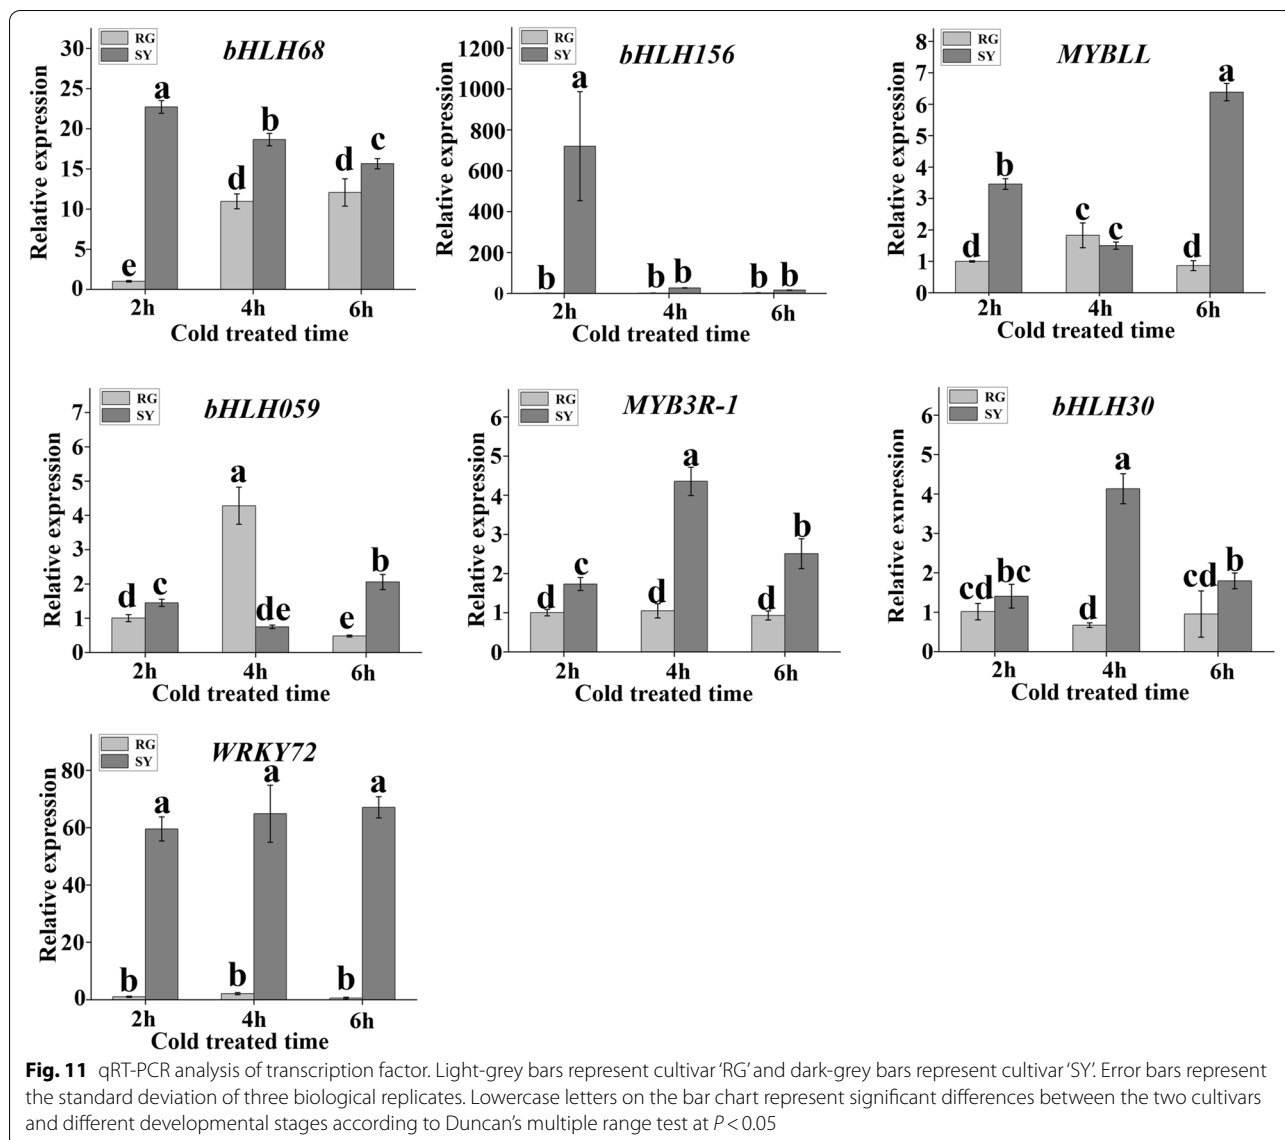 RG
SY
bHLH68
Relative expression
30
25
20
15
10
5
0
e
a
d
b
d
c
2h 4h 6h
Cold treated time
RG
SY
bHLH156
Relative expression
1200
1000
800
600
400
200
0
b
a
b
b
b
b
2h 4h 6h
Cold treated time
RG
SY
MYBLL
Relative expression
8
7
6
5
4
3
2
1
0
d
b
c
c
d
a
2h 4h 6h
Cold treated time
RG
SY
bHLH059
Relative expression
7
6
5
4
3
2
1
0
d
c
a
de
e
b
2h 4h 6h
Cold treated time
RG
SY
MYB3R-1
Relative expression
6
5
4
3
2
1
0
d
c
d
a
d
b
2h 4h 6h
Cold treated time
RG
SY
bHLH30
Relative expression
6
5
4
3
2
1
0
cd
bc
d
a
cd
b
2h 4h 6h
Cold treated time
RG
SY
WRKY72
Relative expression
80
60
40
20
0
b
a
b
a
b
a
2h 4h 6h
Cold treated time
Fig. 11 qRT-PCR analysis of transcription factor. Light-grey bars represent cultivar ‘RG’ and dark-grey bars represent cultivar ‘SY’. Error bars represent
the standard deviation of three biological replicates. Lowercase letters on the bar chart represent significant differences between the two cultivars
and different developmental stages according to Duncan’s multiple range test at P < 0.05